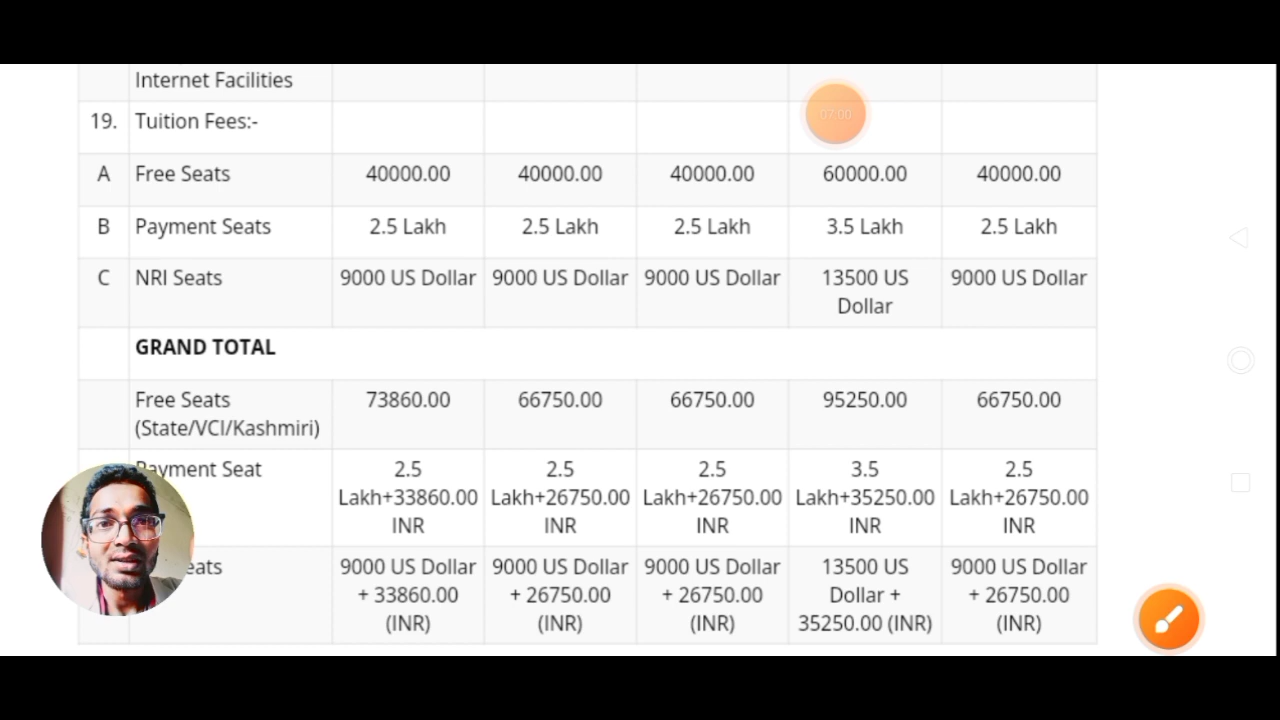 Internet Facilities
19. Tuition Fees:-
07:00
A Free Seats 40000.00 40000.00 40000.00 60000.00 40000.00
B Payment Seats 2.5 Lakh 2.5 Lakh 2.5 Lakh 3.5 Lakh 2.5 Lakh
C NRI Seats 9000 US Dollar 9000 US Dollar 9000 US Dollar 13500 US 9000 US Dollar
Dollar
GRAND TOTAL
Free Seats 73860.00 66750.00 66750.00 95250.00 66750.00
(State/VCI/Kashmiri)
Payment Seat 2.5 2.5 2.5 3.5 2.5
Lakh+33860.00 Lakh+26750.00 Lakh+26750.00 Lakh+35250.00 Lakh+26750.00
INR INR INR INR INR
9000 US Dollar 9000 US Dollar 9000 US Dollar 13500 US 9000 US Dollar
+ 33860.00 + 26750.00 + 26750.00 Dollar + + 26750.00
(INR) (INR) (INR) 35250.00 (INR) (INR)